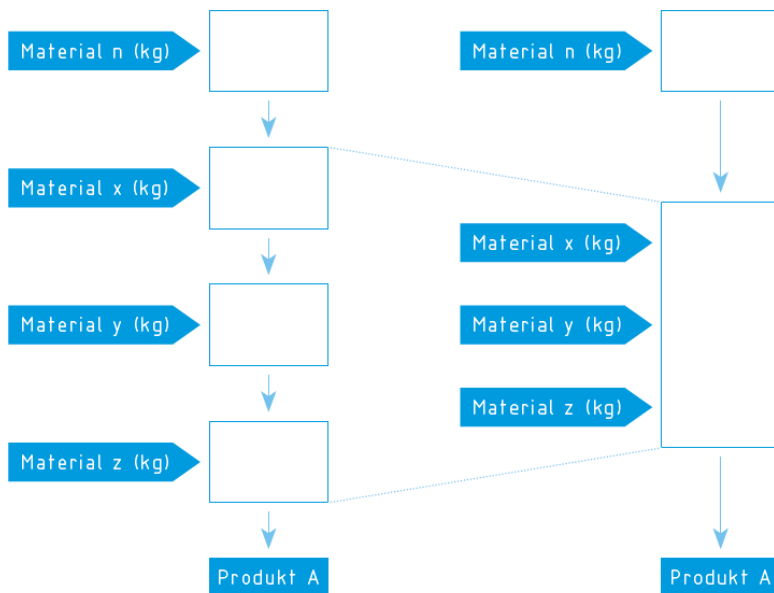 Material n (kg)
Material x (kg)
Material y (kg)
Material z (kg)
Produkt A
Material n (kg)
Material x (kg)
Material y (kg)
Material z (kg)
Produkt A